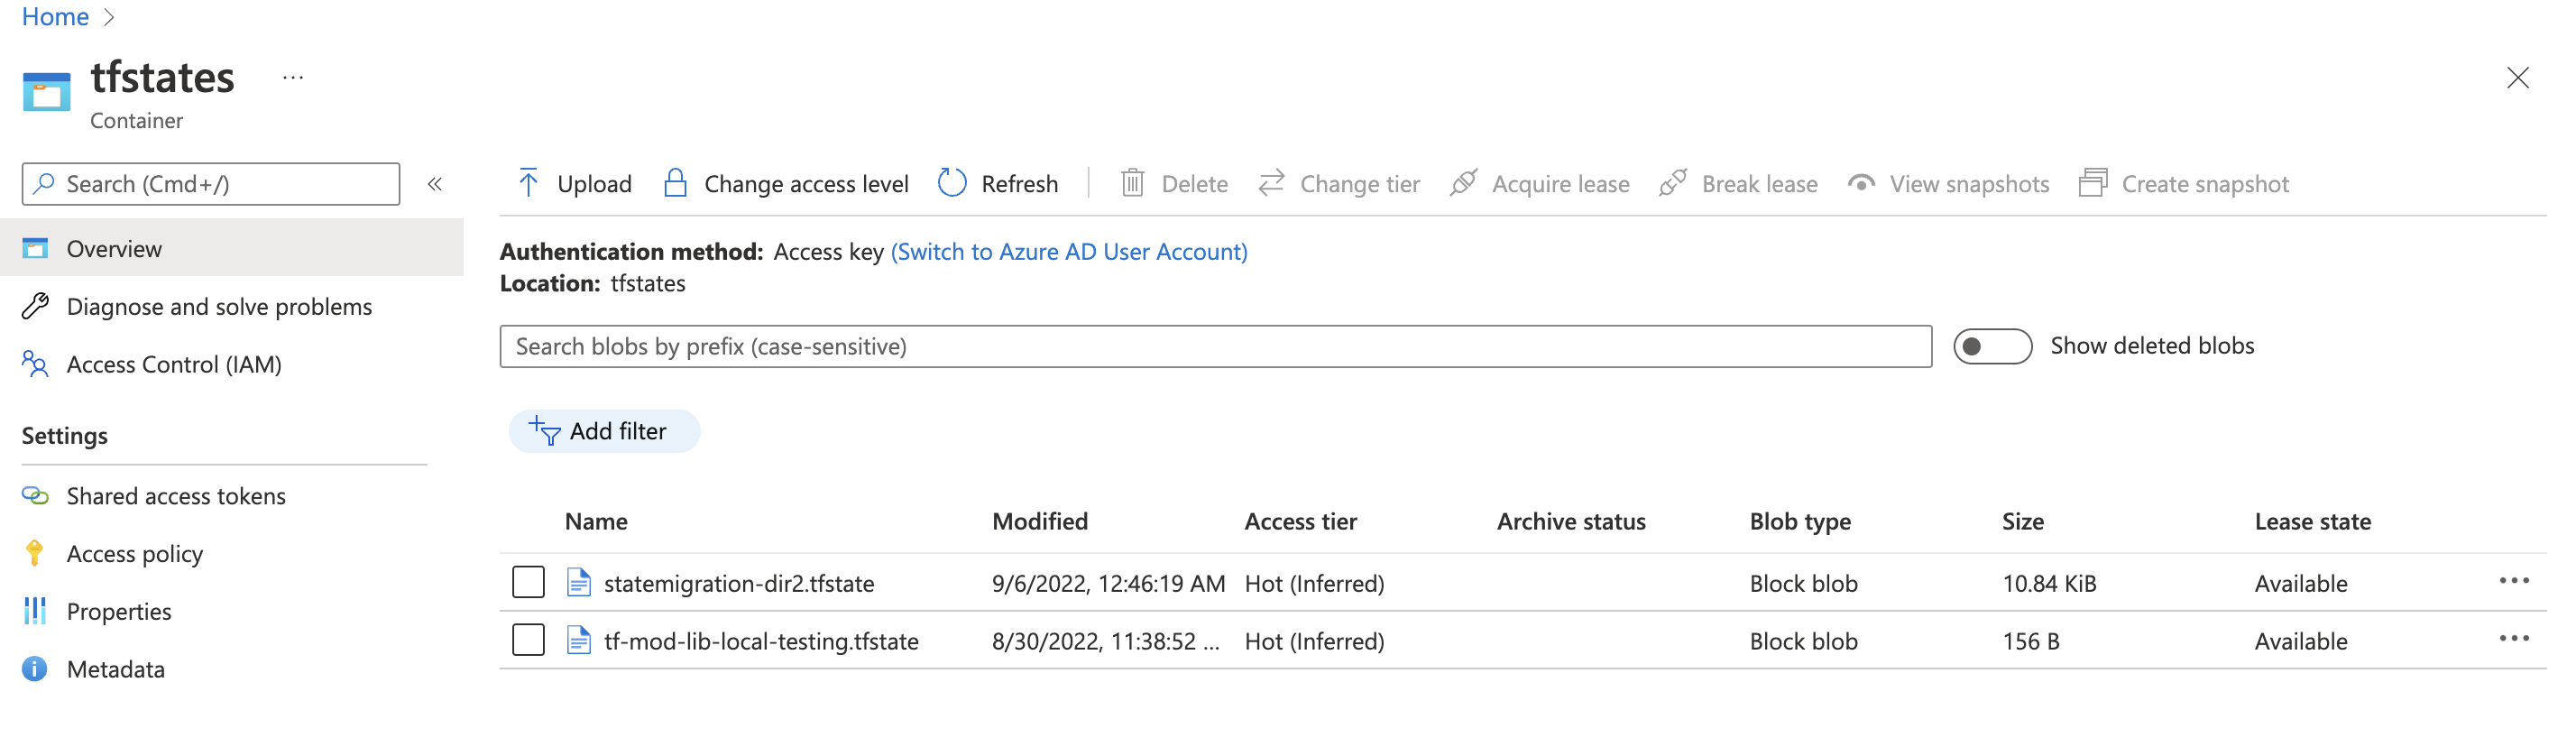 Home
tfstates ...
Container
Search (Cmd+/)
«
Upload Change access level Refresh Delete Change tier Acquire lease Break lease View snapshots Create snapshot
Overview
Diagnose and solve problems
Access Control (IAM)
Settings
Shared access tokens
Access policy
Properties
Metadata
Authentication method: Access key (Switch to Azure AD User Account)
Location: tfstates
Search blobs by prefix (case-sensitive) Show deleted blobs
Add filter
Name Modified Access tier Archive status Blob type Size Lease state
statemigration-dir2.tfstate 9/6/2022, 12:46:19 AM Hot (Inferred) Block blob 10.84 KiB Available ...
tf-mod-lib-local-testing.tfstate 8/30/2022, 11:38:52 ... Hot (Inferred) Block blob 156 B Available ...